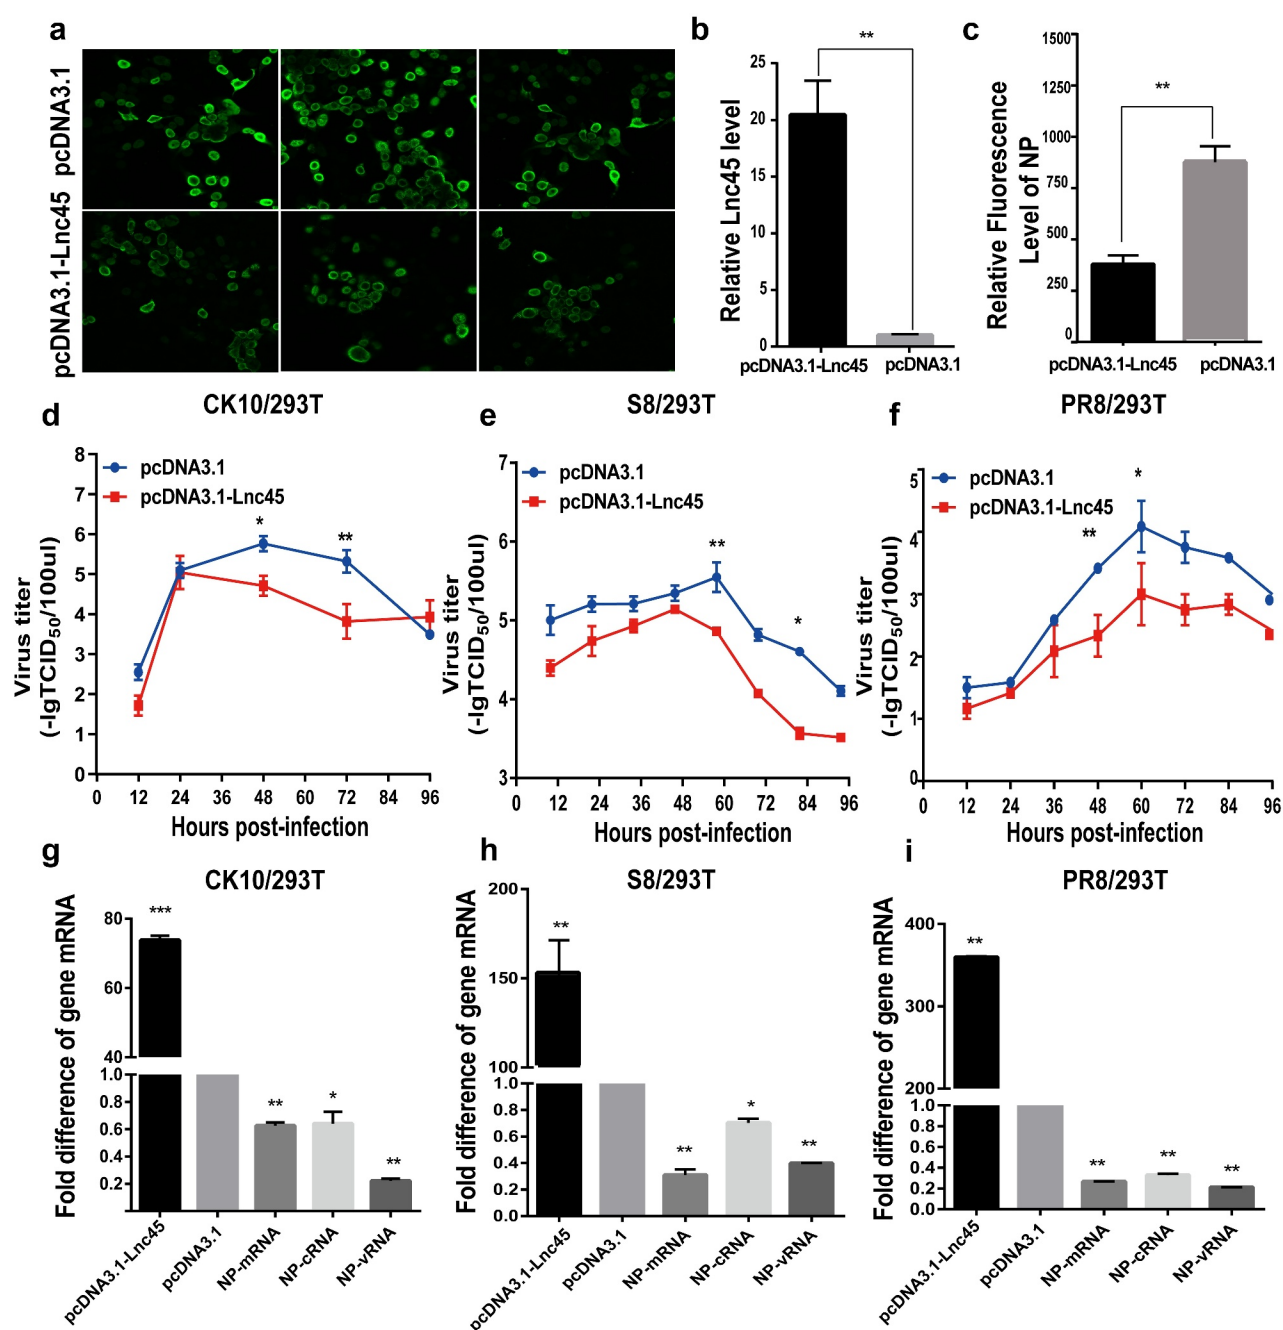 a
pcDNA3.1
pcDNA3.1-Lnc45
b
**
Relative Lnc45 level
25
20
15
10
5
0
pcDNA3.1-Lnc45
pcDNA3.1
c
**
Relative Fluorescence
Level of NP
1500
1250
1000
750
500
250
0
pcDNA3.1-Lnc45
pcDNA3.1
d
CK10/293T
pcDNA3.1
pcDNA3.1-Lnc45
*
**
Virus titer
(-lgTCID50/100ul)
8
7
6
5
4
3
2
1
0
0 12 24 36 48 60 72 84 96
Hours post-infection
e
S8/293T
pcDNA3.1
pcDNA3.1-Lnc45
**
*
Virus titer
(-lgTCID50/100ul)
7
6
5
4
3
0 12 24 36 48 60 72 84 96
Hours post-infection
f
PR8/293T
pcDNA3.1
pcDNA3.1-Lnc45
*
**
Virus titer
(-lgTCID50/100ul)
5
4
3
2
1
0
0 12 24 36 48 60 72 84 96
Hours post-infection
g
CK10/293T
Fold difference of gene mRNA
80
60
40
1.0
0.8
0.6
0.4
0.2
***
**
*
**
pcDNA3.1-Lnc45
pcDNA3.1
NP-mRNA
NP-cRNA
NP-vRNA
h
S8/293T
Fold difference of gene mRNA
200
150
100
1.0
0.8
0.6
0.4
0.2
0.0
**
**
*
**
pcDNA3.1-Lnc45
pcDNA3.1
NP-mRNA
NP-cRNA
NP-vRNA
i
PR8/293T
Fold difference of gene mRNA
400
300
200
1.0
0.8
0.6
0.4
0.2
0.0
**
**
**
**
pcDNA3.1-Lnc45
pcDNA3.1
NP-mRNA
NP-cRNA
NP-vRNA